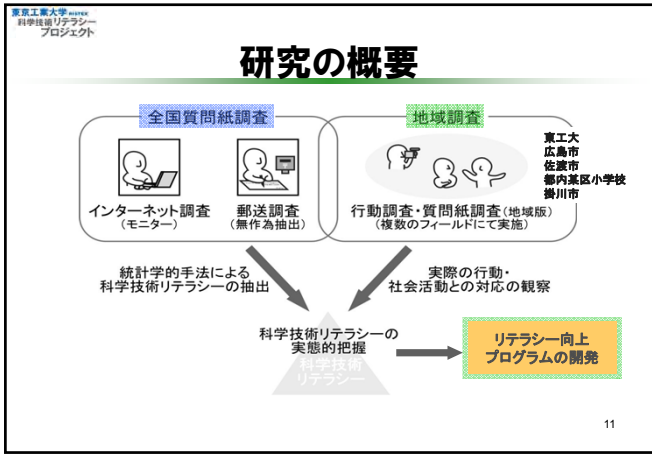 東京工業大学
科学技術リテラシー
プロジェクト
研究の概要
全国質問紙調査
地域調査
東工大
広島市
佐渡市
都内某区小学校
掛川市
インターネット調査
(モニター)
郵送調査
(無作為抽出)
行動調査・質問紙調査(地域版)
(複数のフィールドにて実施)
統計学的手法による
科学技術リテラシーの抽出
実際の行動・
社会活動との対応の観察
科学技術リテラシーの
実態的把握
科学技術
リテラシー
リテラシー向上
プログラムの開発
11